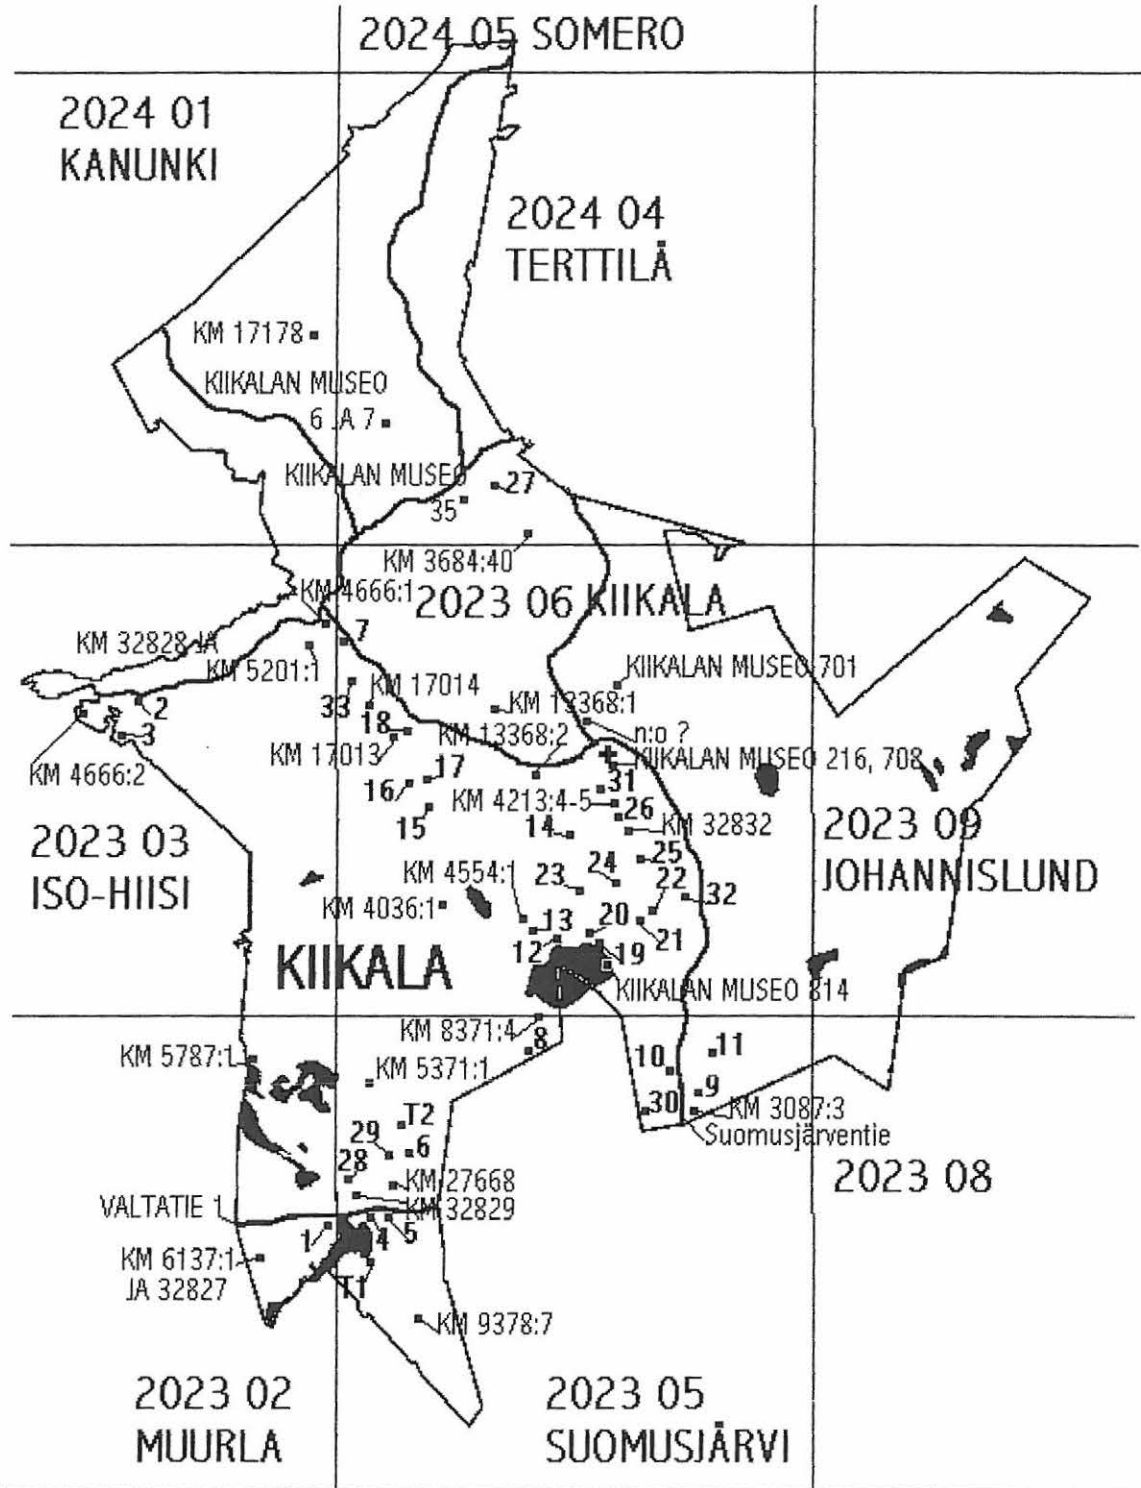 2024 05 SOMERO
2024 01
KANUNKI
2024 04
TERTTILÄ
KM 17178
KIIKALAN MUSEO
6 JA 7
KIIKALAN MUSEO
35
27
KM 3684:40
KM 4666:1
2023 06 KIIKALA
7
KM 32828 JA
KM 5201:1
KIIKALAN MUSEO 701
2
3
33
KM 17014
KM 13368:1
18
KM 13368:2
n:o ?
KM 17013
KM 4666:2
KIIKALAN MUSEO 216, 708
17
16
31
KM 4213:4-5
15
26
14
KM 32832
2023 03
ISO-HIISI
2023 09
JOHANNISLUND
KM 4554:1
24
25
23
22
32
KM 4036:1
13
20
12
21
19
KIIKALA
KIIKALAN MUSEO 814
KM 8371:4
8
KM 5787:1
KM 5371:1
10
11
9
30
KM 3087:3
Suomusjärventie
T2
29
6
28
KM 27668
2023 08
VALTATIE 1
KM 32829
1
4
5
KM 6137:1
JA 32827
T1
KM 9378:7
2023 02
MUURLA
2023 05
SUOMUSJÄRVI